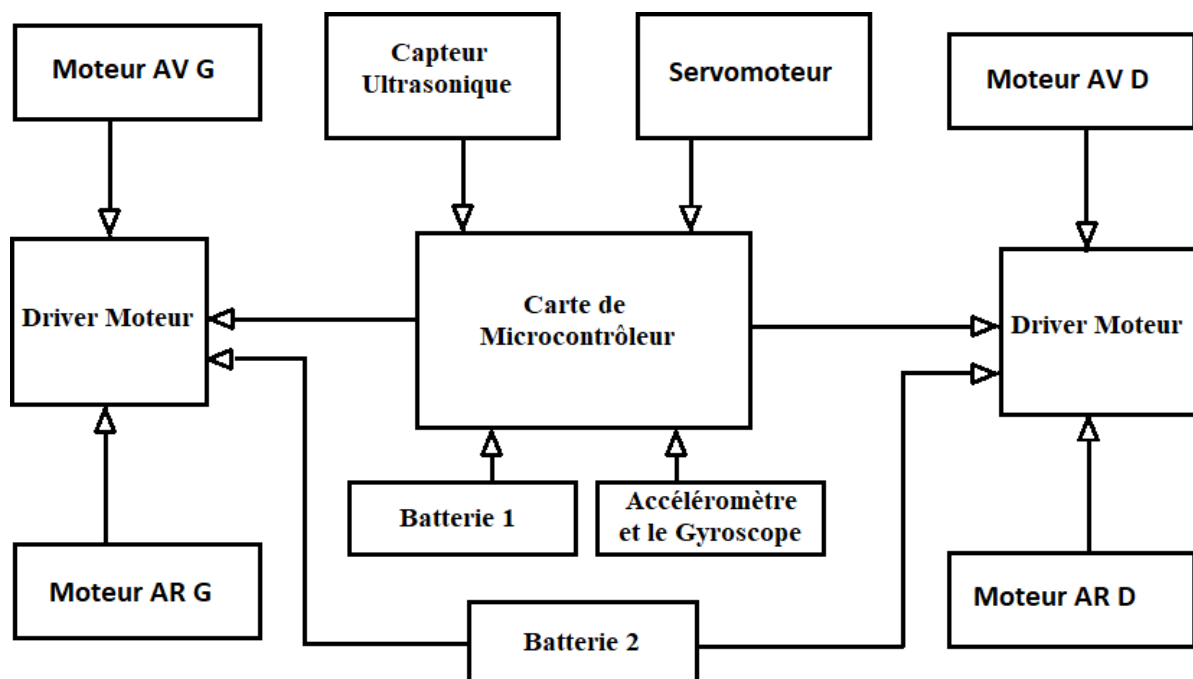 Moteur AV G
Capteur
Ultrasonique
Servomoteur
Moteur AV D
Driver Moteur
Carte de
Microcontrôleur
Driver Moteur
Batterie 1
Accéléromètre
et le Gyroscope
Moteur AR G
Batterie 2
Moteur AR D